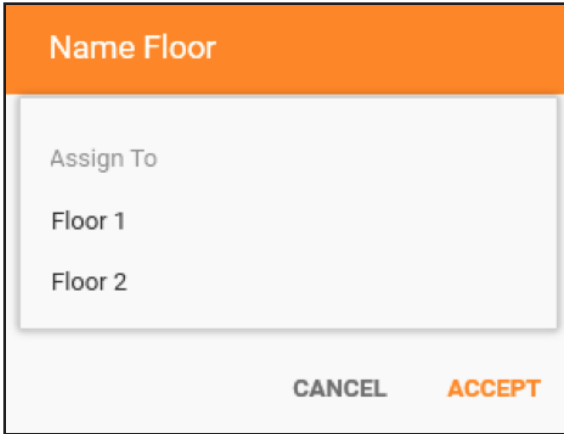 Name Floor
Assign To
Floor 1
Floor 2
CANCEL ACCEPT